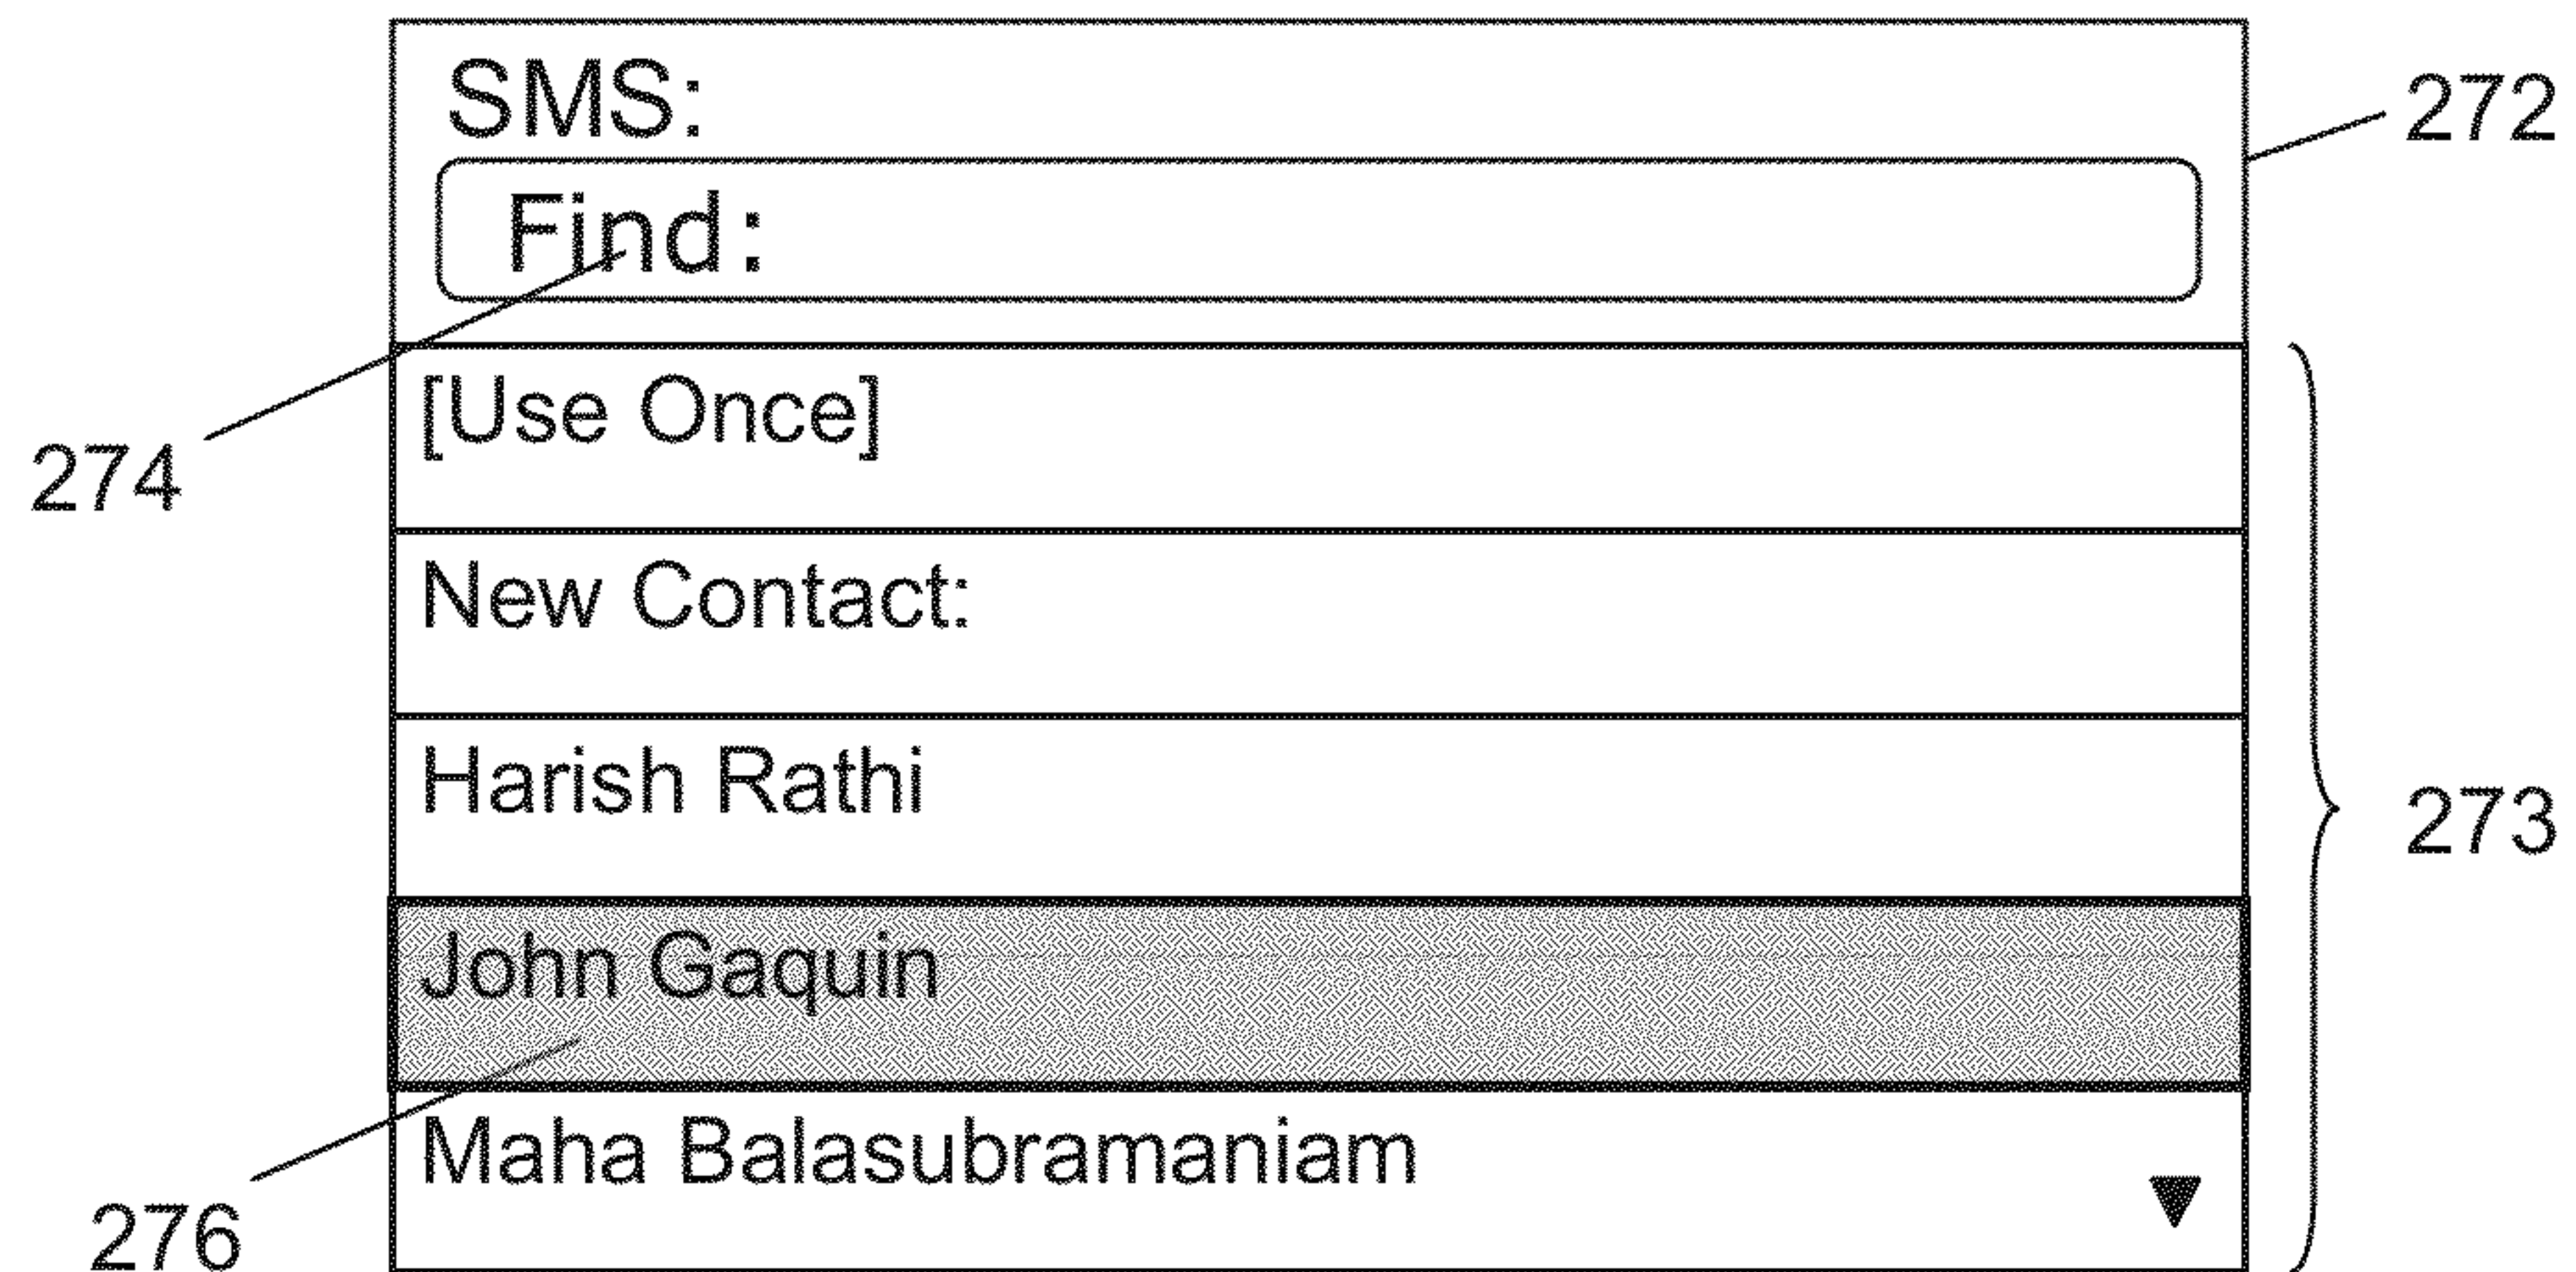 SMS:
272
Find:
[Use Once]
274
New Contact:
Harish Rathi
273
John Gaquin
Maha Balasubramaniam
276